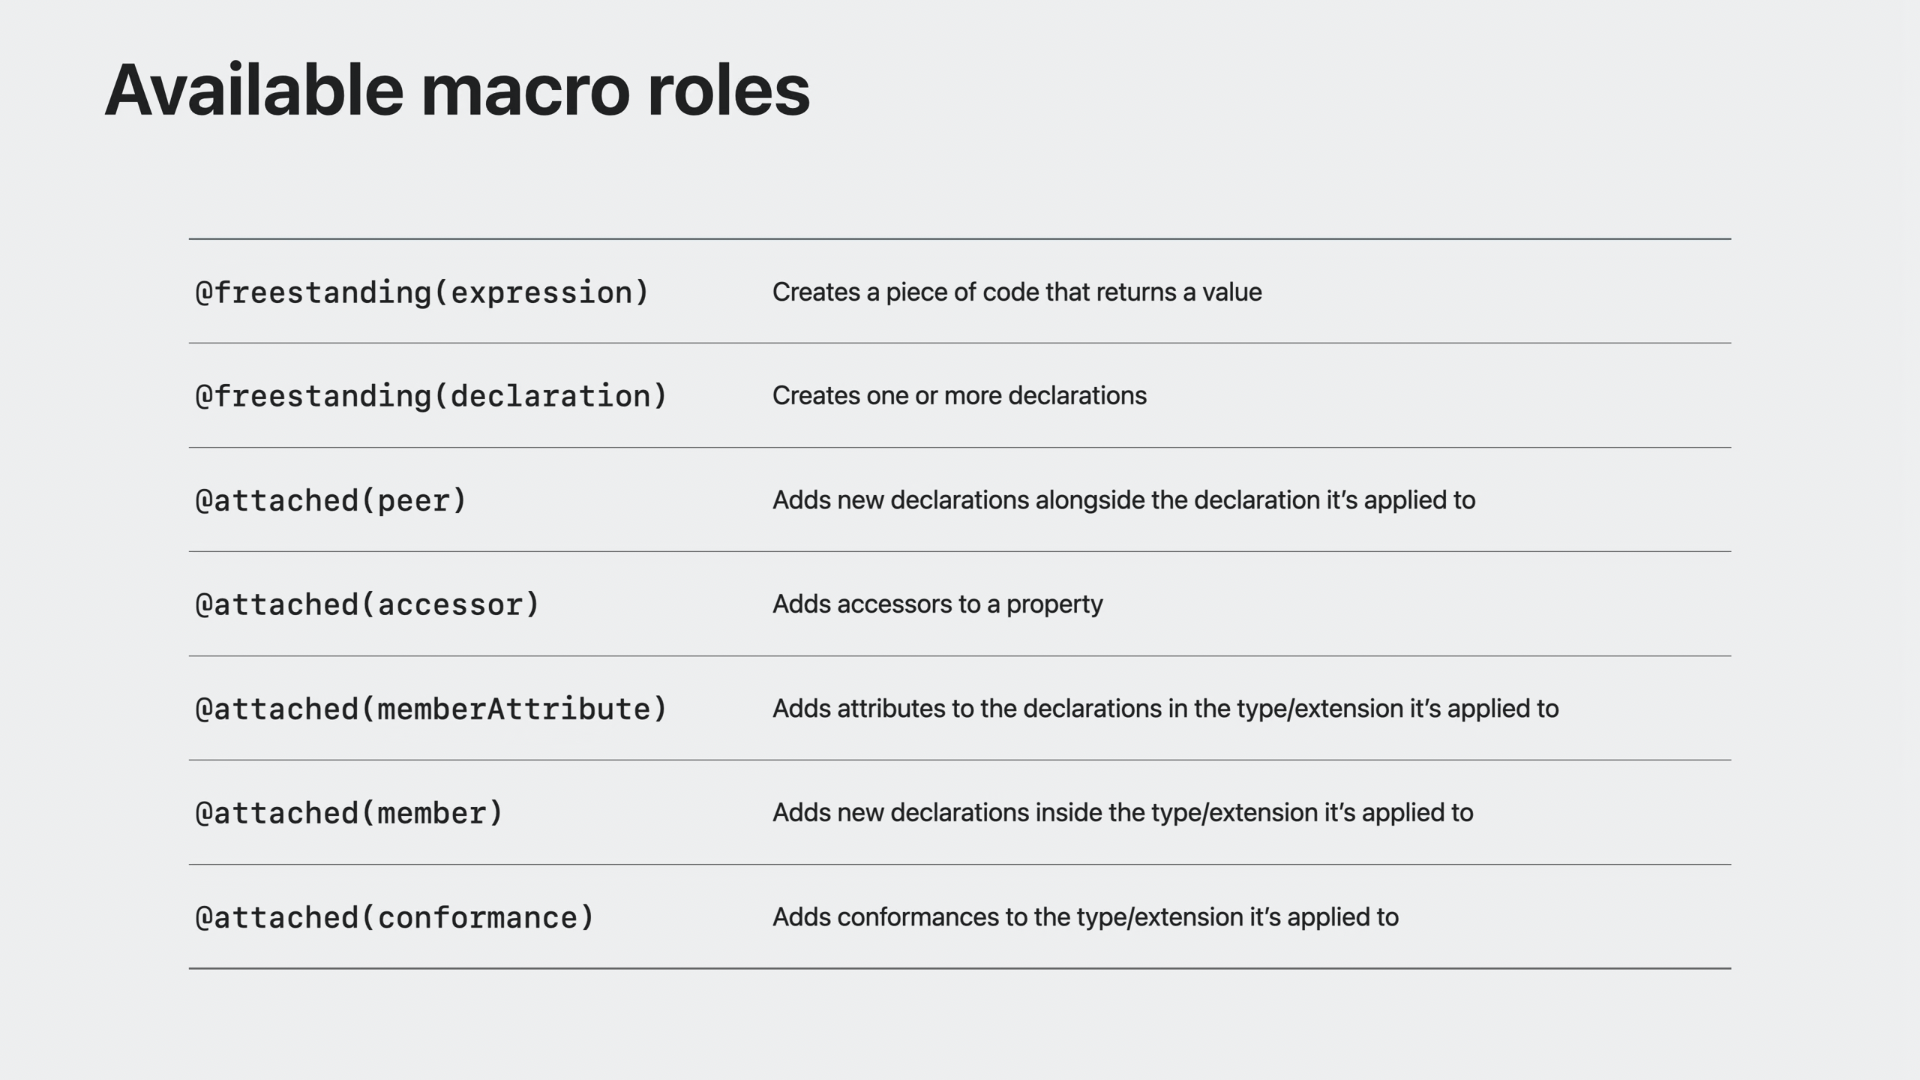 Available macro roles
@freestanding(expression) Creates a piece of code that returns a value
@freestanding(declaration) Creates one or more declarations
@attached(peer) Adds new declarations alongside the declaration it’s applied to
@attached(accessor) Adds accessors to a property
@attached(memberAttribute) Adds attributes to the declarations in the type/extension it’s applied to
@attached(member) Adds new declarations inside the type/extension it’s applied to
@attached(conformance) Adds conformances to the type/extension it’s applied to